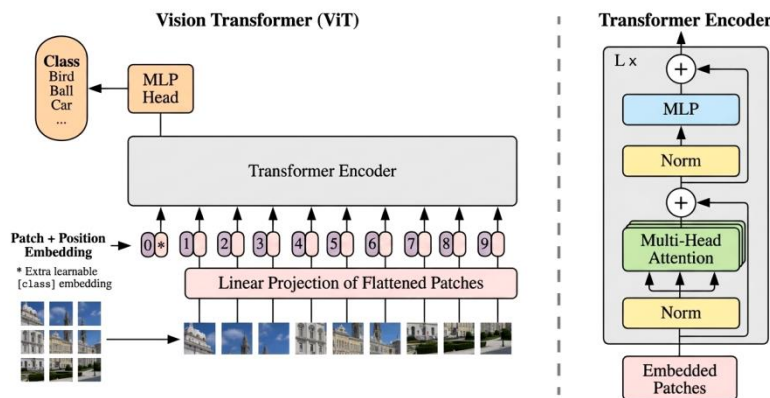 Vision Transformer (ViT)
Class
Bird
Ball
Car
...
MLP
Head
Transformer Encoder
Patch + Position
Embedding
0 * 1 2 3 4 5 6 7 8 9
* Extra learnable
[class] embedding
Linear Projection of Flattened Patches
Transformer Encoder
L x
+
MLP
Norm
+
Multi-Head
Attention
Norm
Embedded
Patches